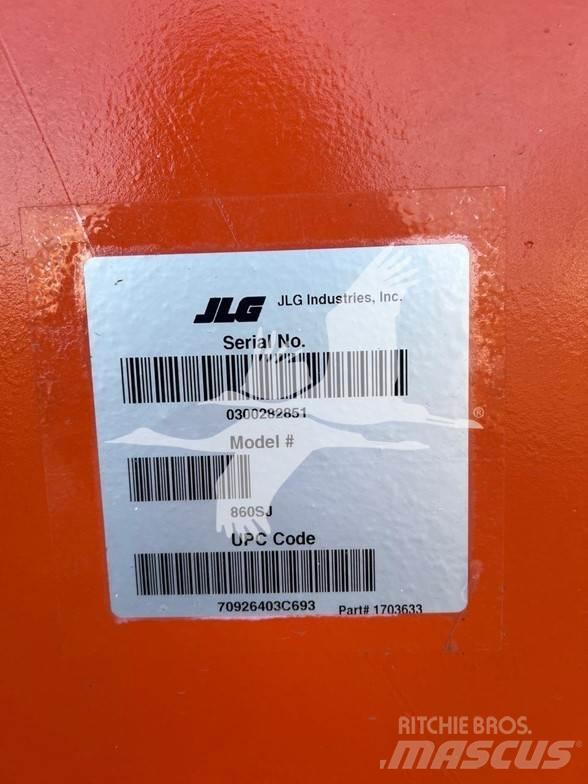 JLG JLG Industries, Inc.
Serial No.
0300282851
Model #
860SJ
UPC Code
70926403C693 Part# 1703633
®
RITCHIE BROS.
MASCUS